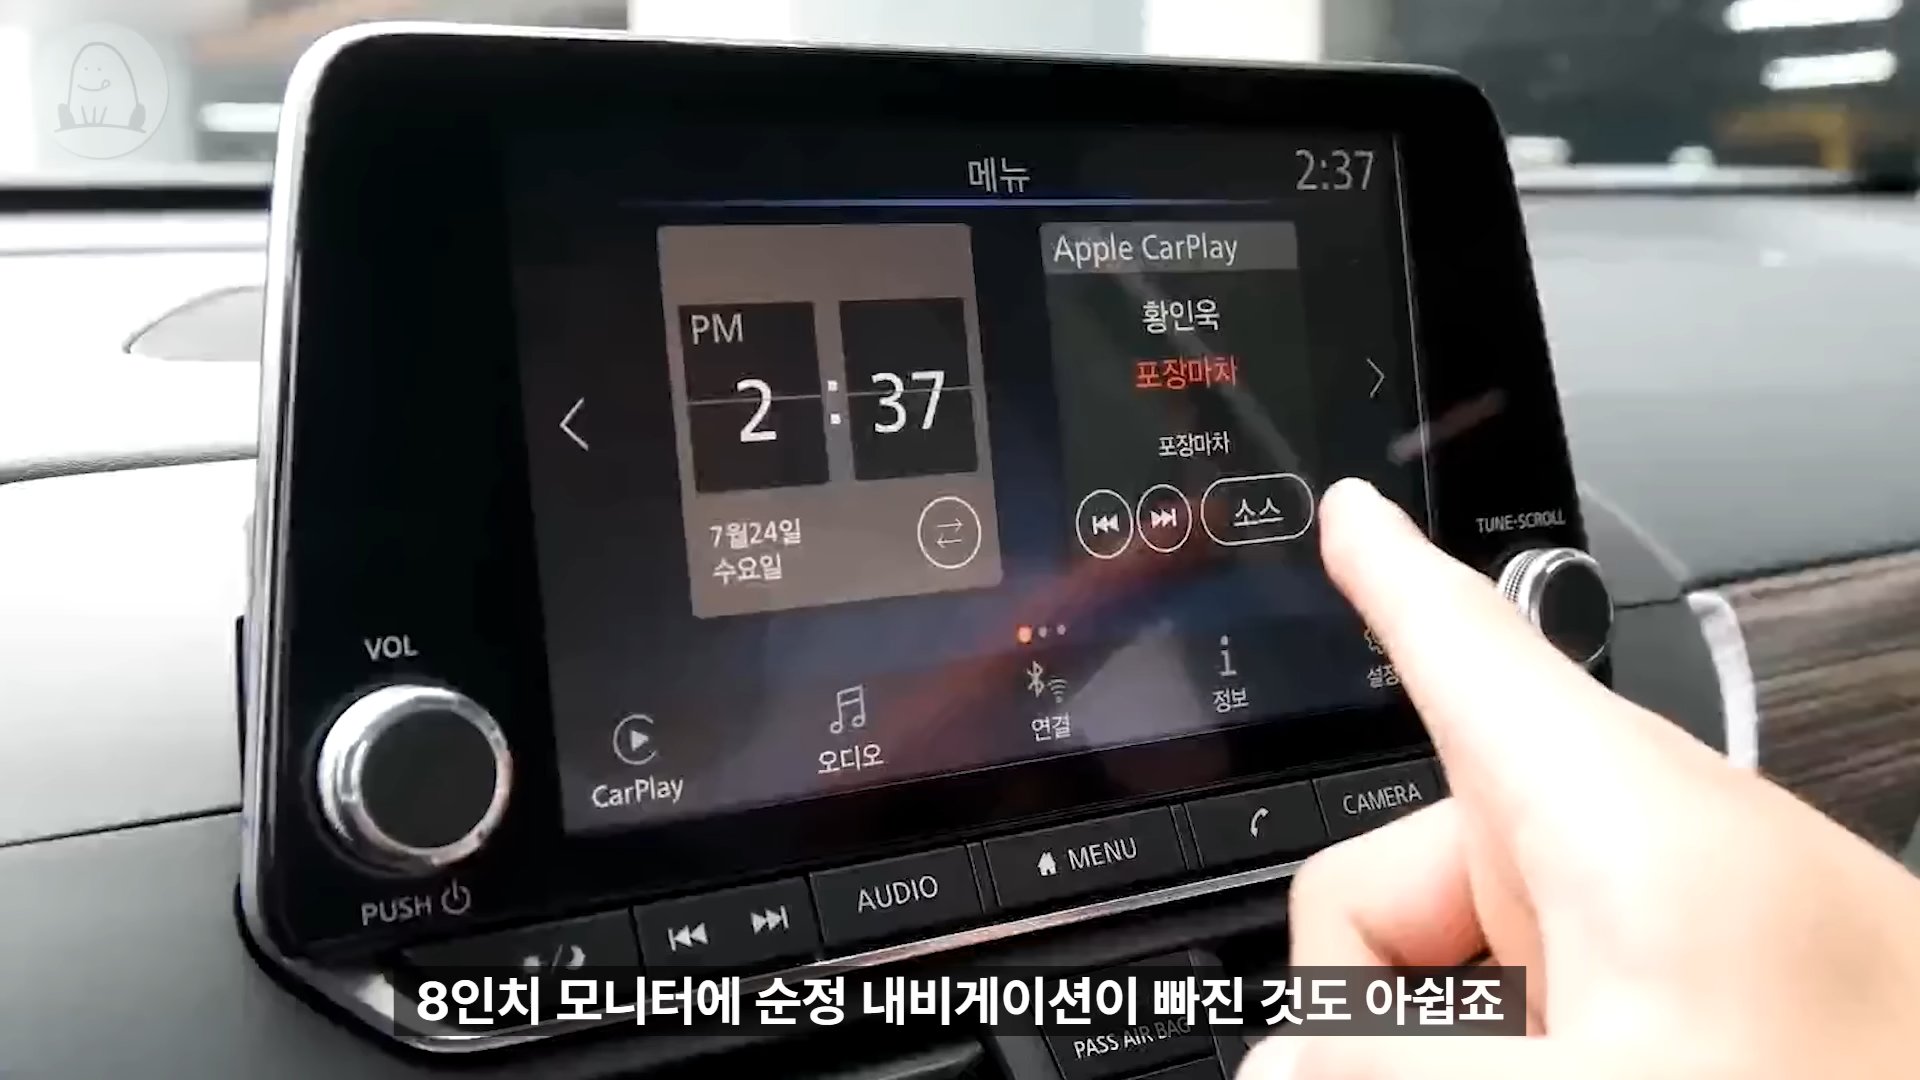 메뉴
2:37
PM
2:37
7월24일
수요일
Apple CarPlay
황인욱
포장마차
포장마차
소스
CarPlay
오디오
연결
정보
설정
VOL
PUSH
TUNE·SCROLL
AUDIO
MENU
CAMERA
8인치 모니터에 순정 내비게이션이 빠진 것도 아쉽죠
PASS AIR BAG